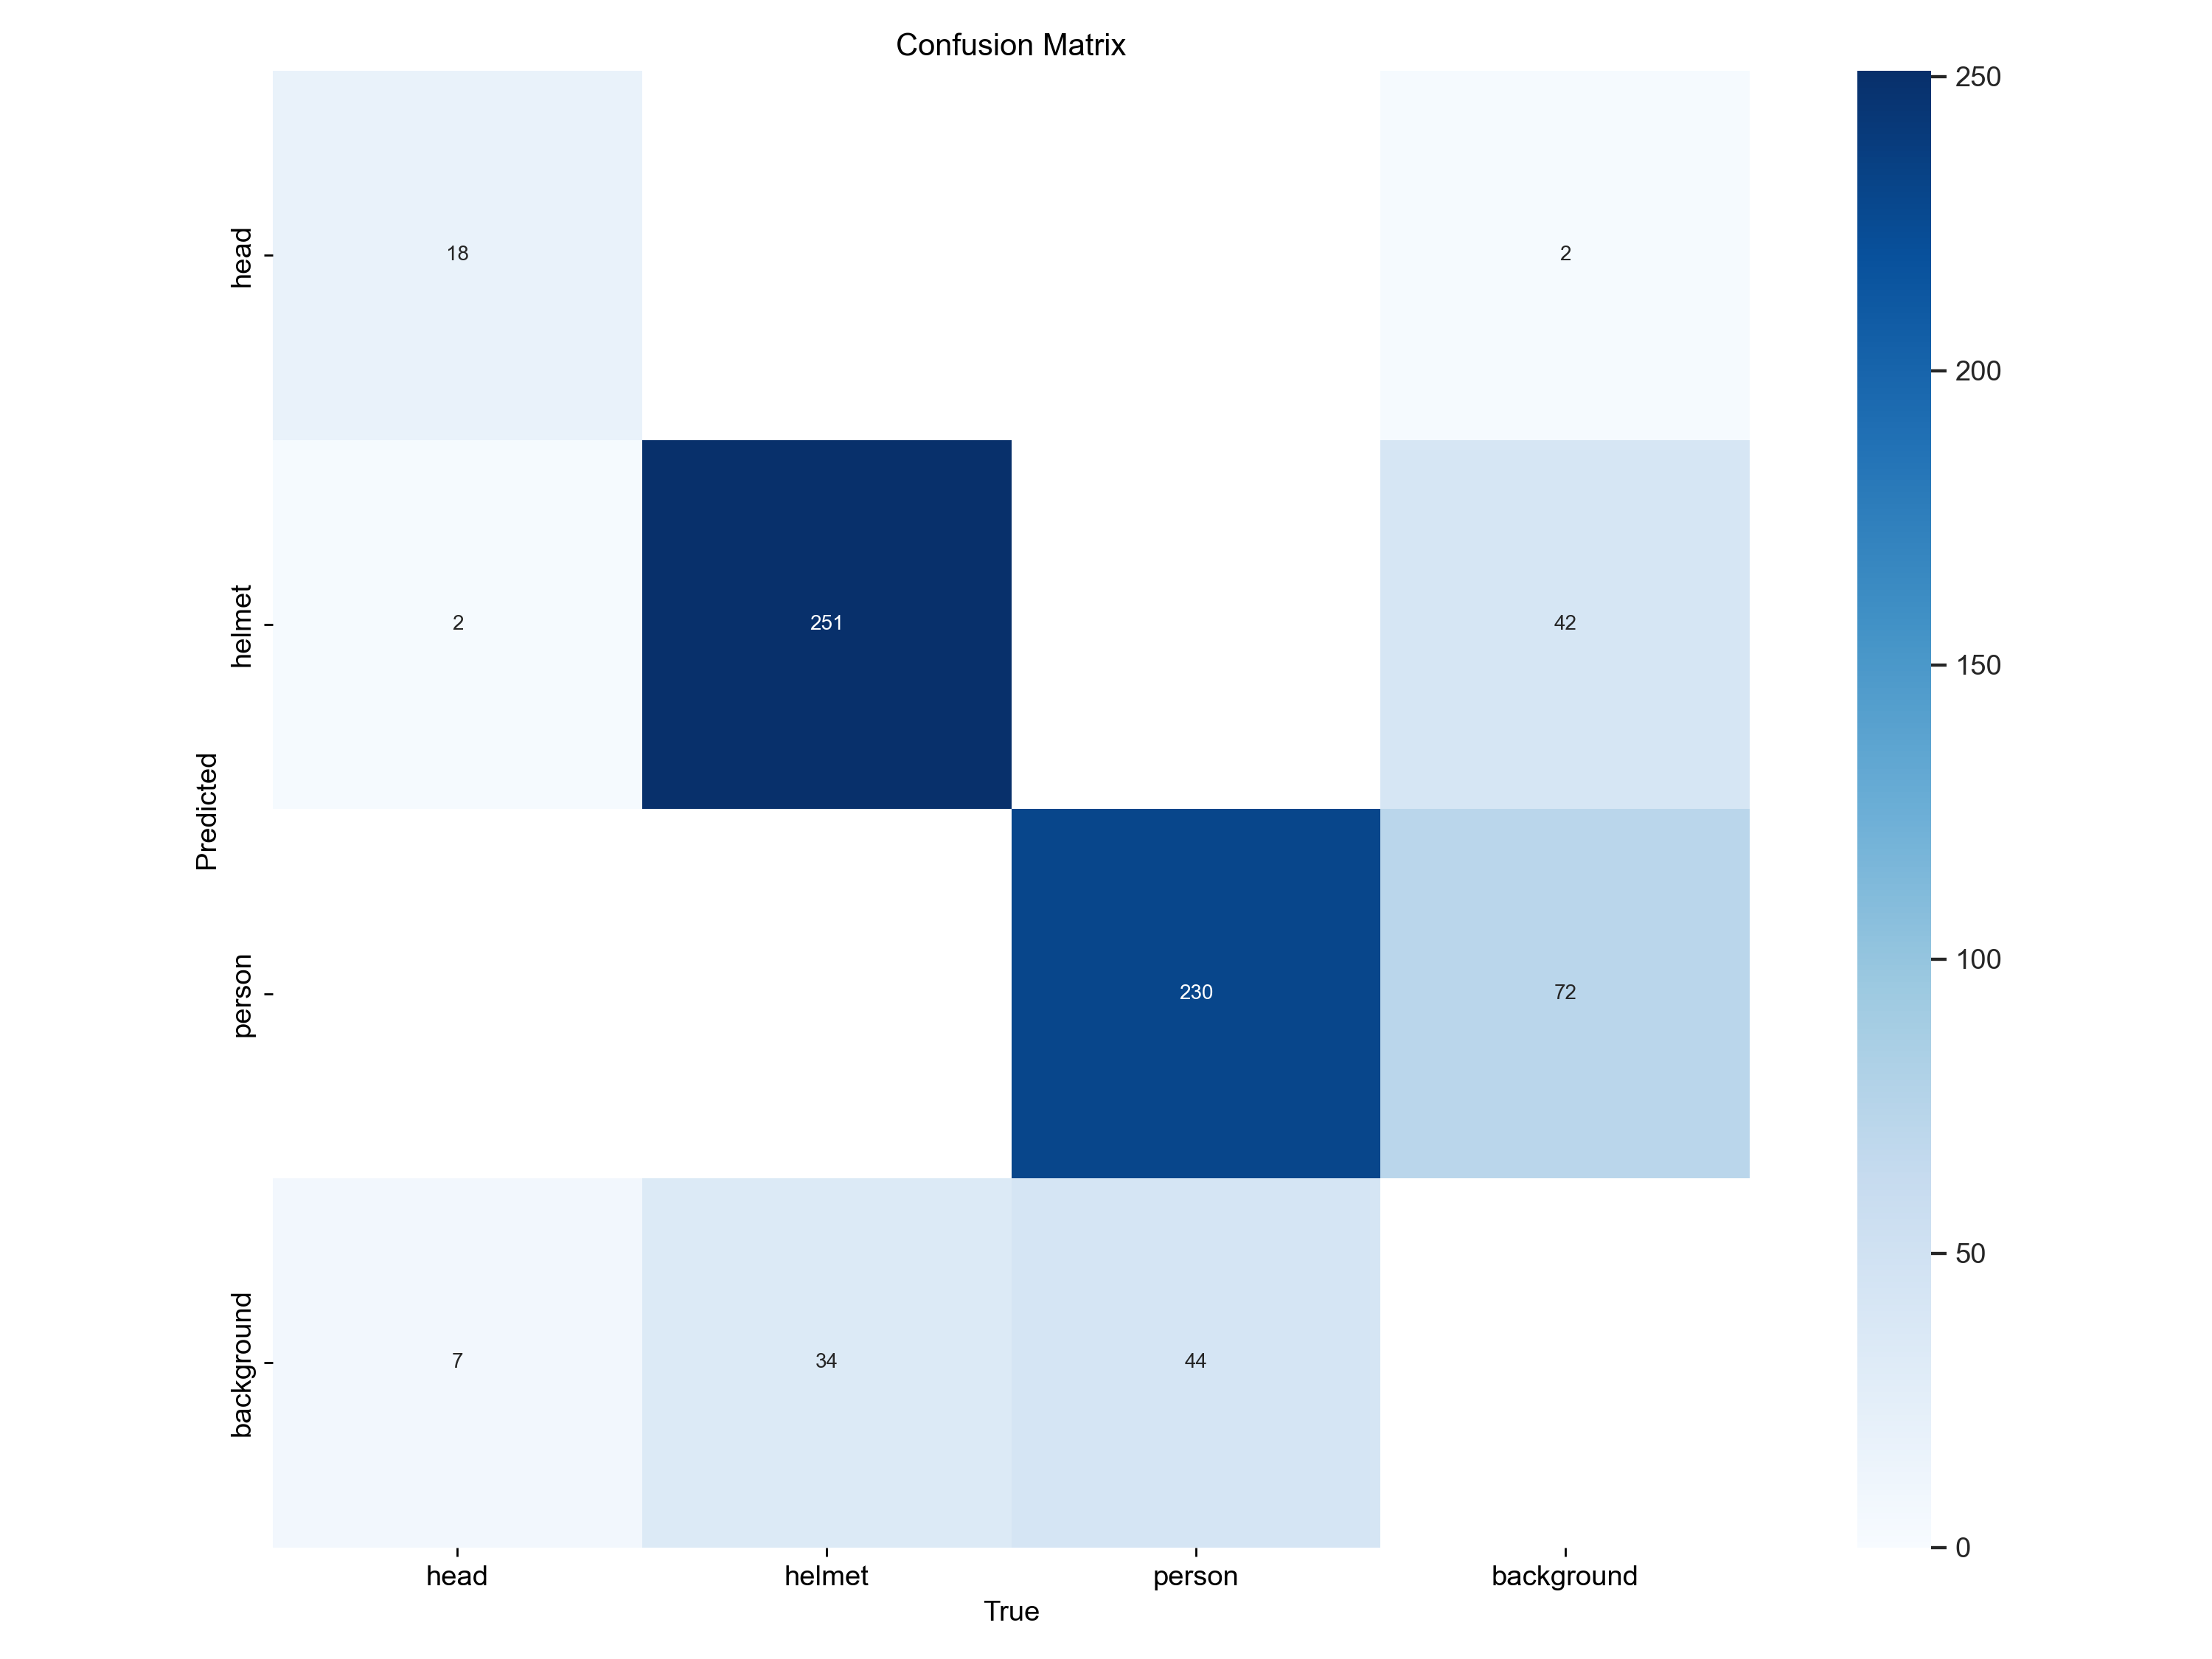 Confusion Matrix
250
head
18
2
200
helmet
2
251
42
150
Predicted
person
230
72
100
background
7
34
44
50
0
head
helmet
person
background
True